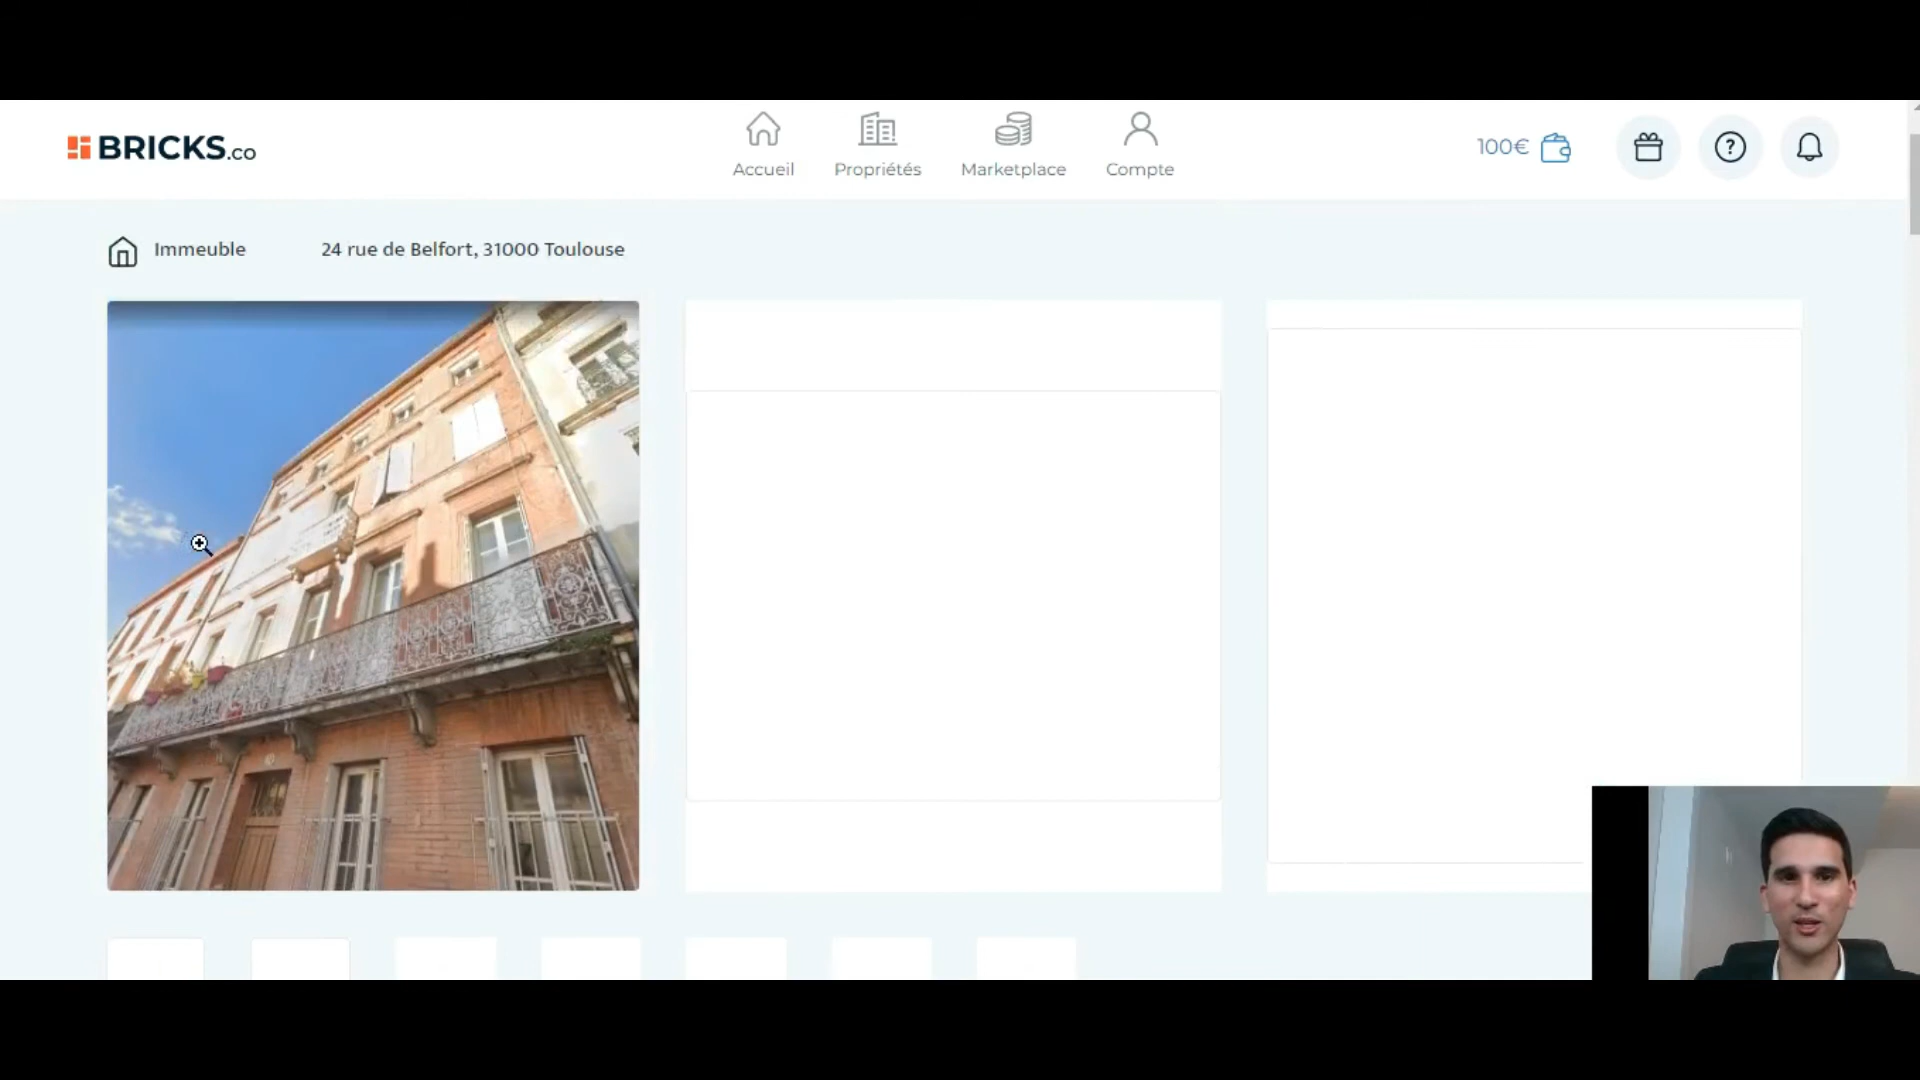 BRICKS.co
Accueil
Propriétés
Marketplace
Compte
100€
Immeuble
24 rue de Belfort, 31000 Toulouse